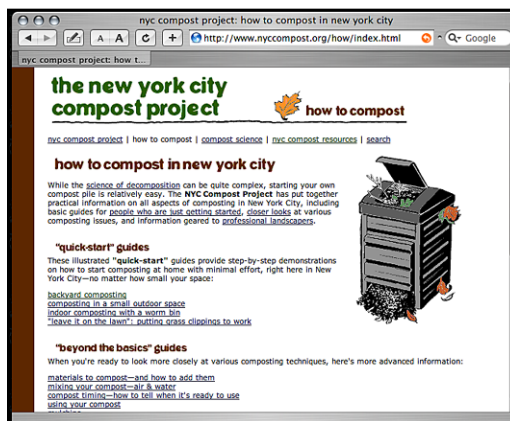 nyc compost project: how to compost in new york city
A A C + http://www.nyccompost.org/how/index.html Q- Google
nyc compost project: how t...
the new york city
compost project
how to compost
nyc compost project | how to compost | compost science | nyc compost resources | search
how to compost in new york city
While the science of decomposition can be quite complex, starting your own
compost pile is relatively easy. The NYC Compost Project has put together
practical information on all aspects of composting in New York City, including
basic guides for people who are just getting started, closer looks at various
composting issues, and information geared to professional landscapers.
"quick-start" guides
These illustrated "quick-start" guides provide step-by-step demonstrations
on how to start composting at home with minimal effort, right here in New
York City—no matter how small your space:
backyard composting
composting in a small outdoor space
indoor composting with a worm bin
"leave it on the lawn": putting grass clippings to work
"beyond the basics" guides
When you're ready to look more closely at various composting techniques, here's more advanced information:
materials to compost—and how to add them
mixing your compost—air & water
compost timing—how to tell when it's ready to use
using your compost
mulching